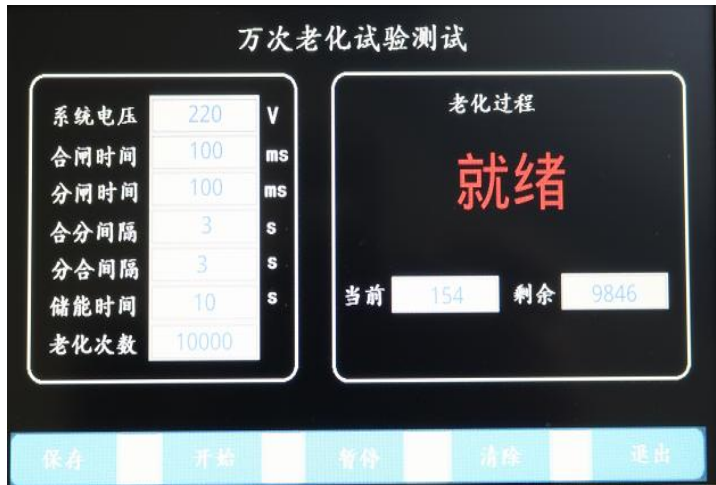 万次老化试验测试
系统电压 220 V
合闸时间 100 ms
分闸时间 100 ms
合分间隔 3 s
分合间隔 3 s
储能时间 10 s
老化次数 10000
老化过程
就绪
当前 154 剩余 9846
保存 开始 暂停 清除 退出